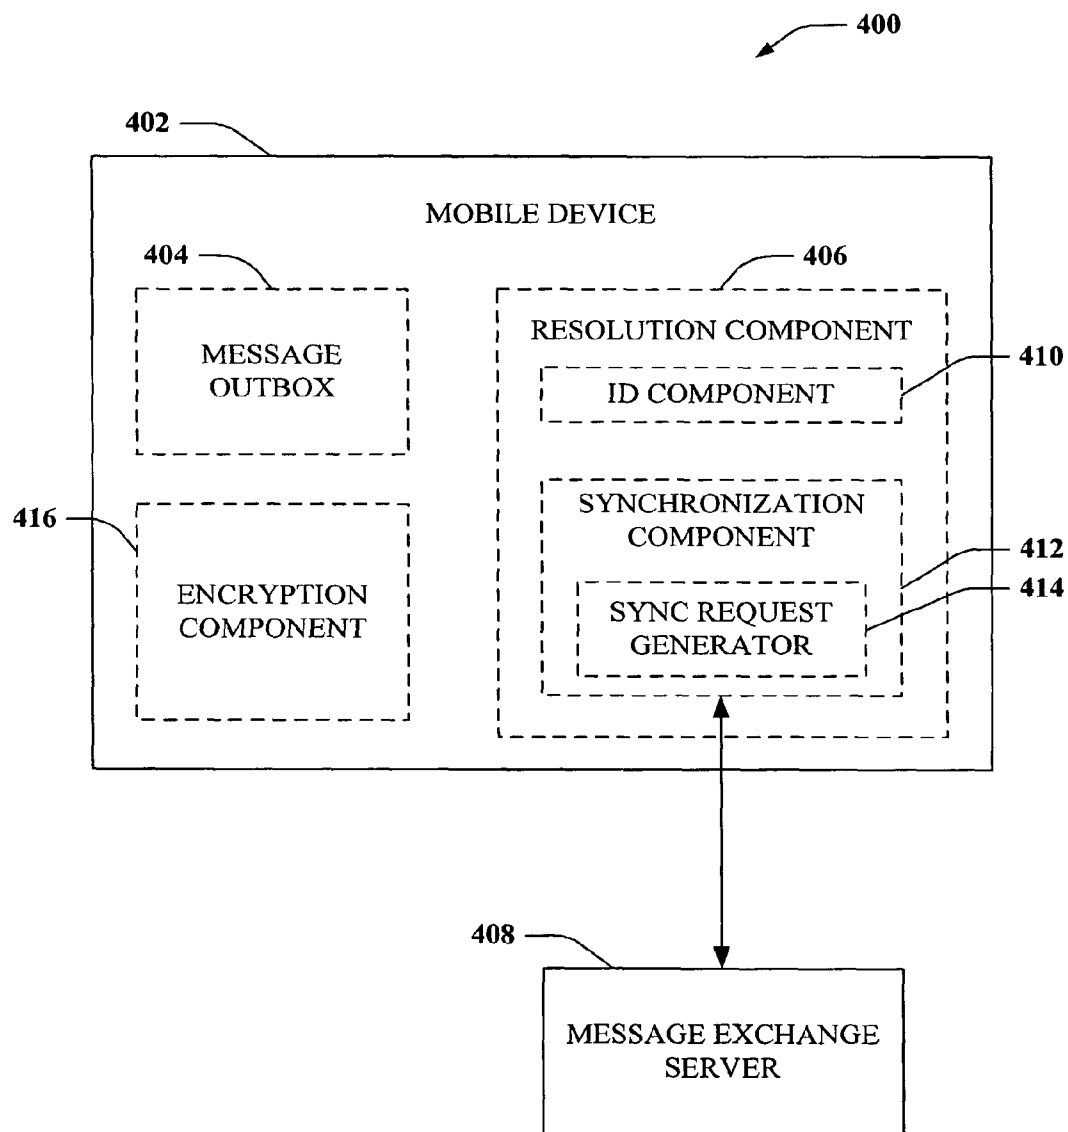 400
402
MOBILE DEVICE
404
406
MESSAGE
OUTBOX
RESOLUTION COMPONENT
410
ID COMPONENT
416
SYNCHRONIZATION
COMPONENT
412
ENCRYPTION
COMPONENT
414
SYNC REQUEST
GENERATOR
408
MESSAGE EXCHANGE
SERVER